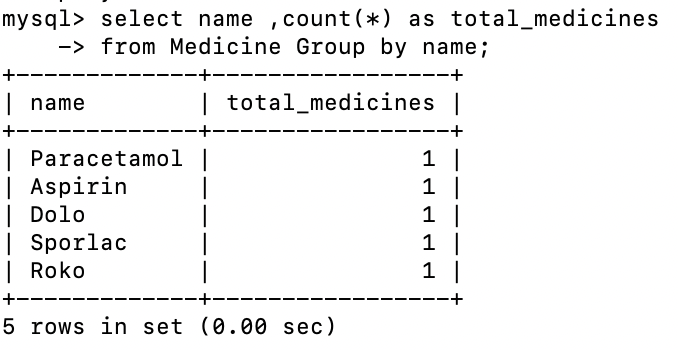 mysql> select name ,count(*) as total_medicines
    -> from Medicine Group by name;
+-------------+-----------------+
| name        | total_medicines |
+-------------+-----------------+
| Paracetamol |               1 |
| Aspirin     |               1 |
| Dolo        |               1 |
| Sporlac     |               1 |
| Roko        |               1 |
+-------------+-----------------+
5 rows in set (0.00 sec)